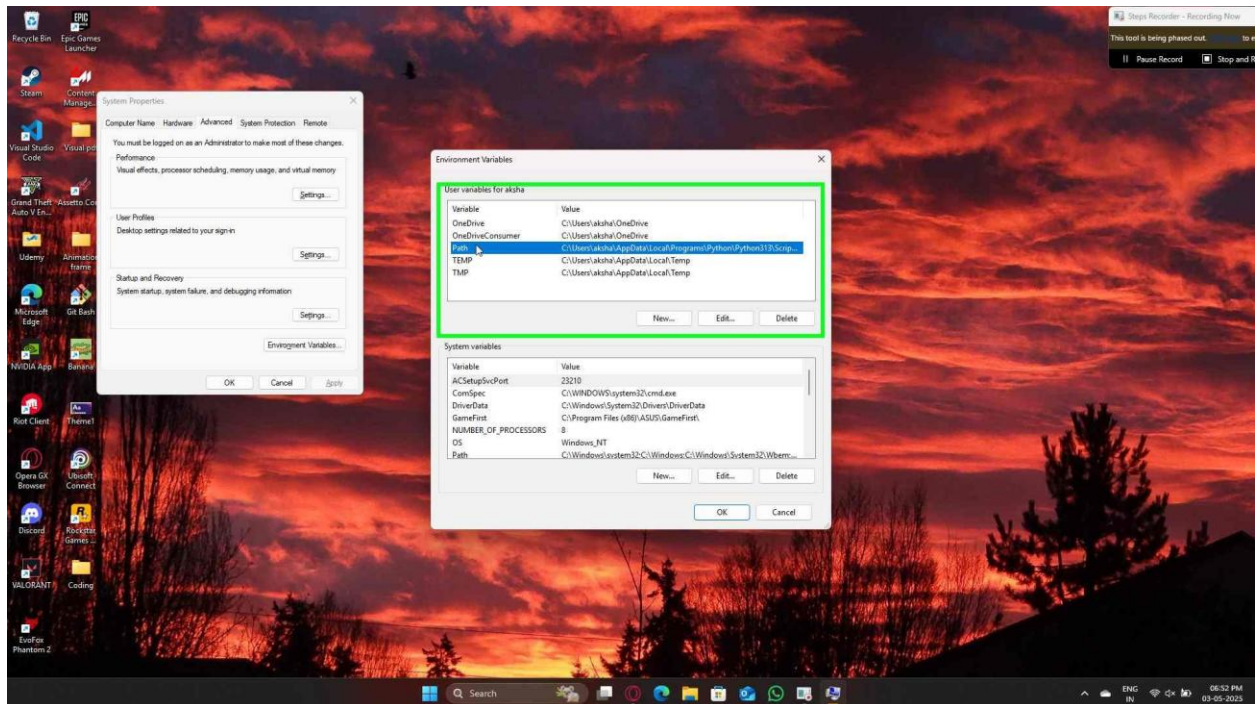 Recycle Bin
Epic Games
Launcher
EPIC
Steam
Content
Manage...
Visual Studio
Code
Grand Theft
Auto V En...
Udemy
frame
Microsoft
Edge
Git Bash
NVIDIA App
Banana
Riot Client
Theme1
Opera GX
Browser
Ubisoft
Connect
Discord
Rockstar
Games ...
VALORANT
Coding
EvoFox
Phantom 2
System Properties
Computer Name Hardware Advanced System Protection Remote
You must be logged on as an Administrator to make most of these changes.
Performance
Visual effects, processor scheduling, memory usage, and virtual memory
Settings...
User Profiles
Desktop settings related to your sign-in
Settings...
Startup and Recovery
System startup, system failure, and debugging information
Settings...
Environment Variables...
OK Cancel Apply
Environment Variables
User variables for aksha
Variable Value
OneDrive C:\Users\aksha\OneDrive
OneDriveConsumer C:\Users\aksha\OneDrive
Path C:\Users\aksha\AppData\Local\Programs\Python\Python313\Scrip...
TEMP C:\Users\aksha\AppData\Local\Temp
TMP C:\Users\aksha\AppData\Local\Temp
New... Edit... Delete
System variables
Variable Value
ACSetupSvcPort 23210
ComSpec C:\WINDOWS\system32\cmd.exe
DriverData C:\Windows\System32\Drivers\DriverData
GameFirst C:\Program Files (x86)\ASUS\GameFirst\
NUMBER_OF_PROCESSORS 8
OS Windows_NT
Path C:\Windows\system32;C:\Windows;C:\Windows\System32\Wbem;...
New... Edit... Delete
OK Cancel
Steps Recorder - Recording Now
This tool is being phased out. to e
Pause Record Stop and R
Search
ENG
IN
06:52 PM
03-05-2025